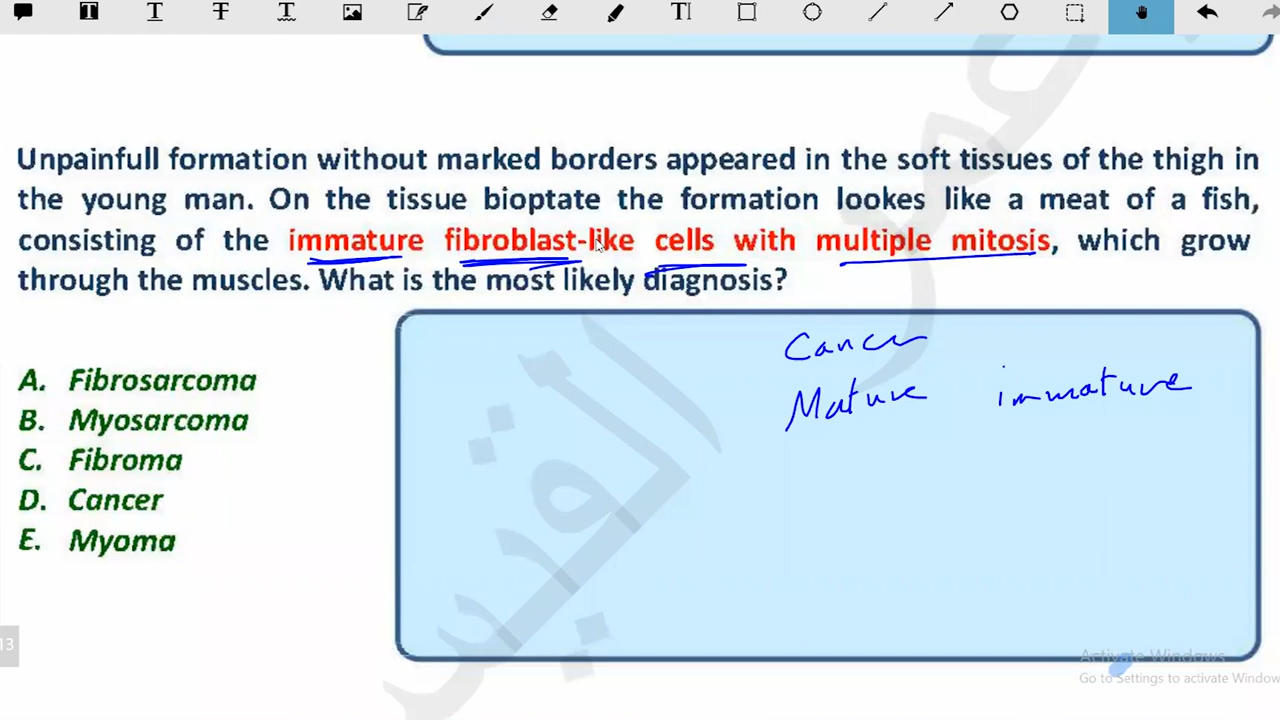 Unpainfull formation without marked borders appeared in the soft tissues of the thigh in
the young man. On the tissue bioptate the formation lookes like a meat of a fish,
consisting of the immature fibroblast-like cells with multiple mitosis, which grow
through the muscles. What is the most likely diagnosis?
Cancer
Mature immature
A. Fibrosarcoma
B. Myosarcoma
C. Fibroma
D. Cancer
E. Myoma
13
Activate Windows
Go to Settings to activate Windows